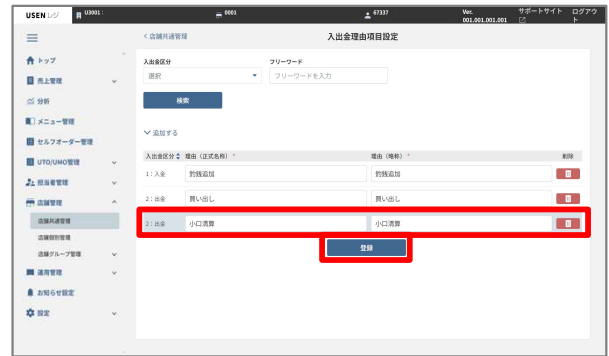 USEN レジ U3001: 0001 67337 Ver. 001.001.001.001 サポートサイト ログアウト
＜ 店舗共通管理 入出金理由項目設定
トップ
売上管理
分析
メニュー管理
セルフオーダー管理
UTO/UMO管理
担当者管理
店舗管理
店舗共通管理
店舗個別管理
店舗グループ管理
運用管理
お知らせ設定
設定
入出金区分 フリーワード
選択 フリーワードを入力
検索
追加する
入出金区分 理由（正式名称）* 理由（略称）* 削除
1：入金 釣銭追加 釣銭追加
2：出金 買い出し 買い出し
2：出金 小口清算 小口清算
登録